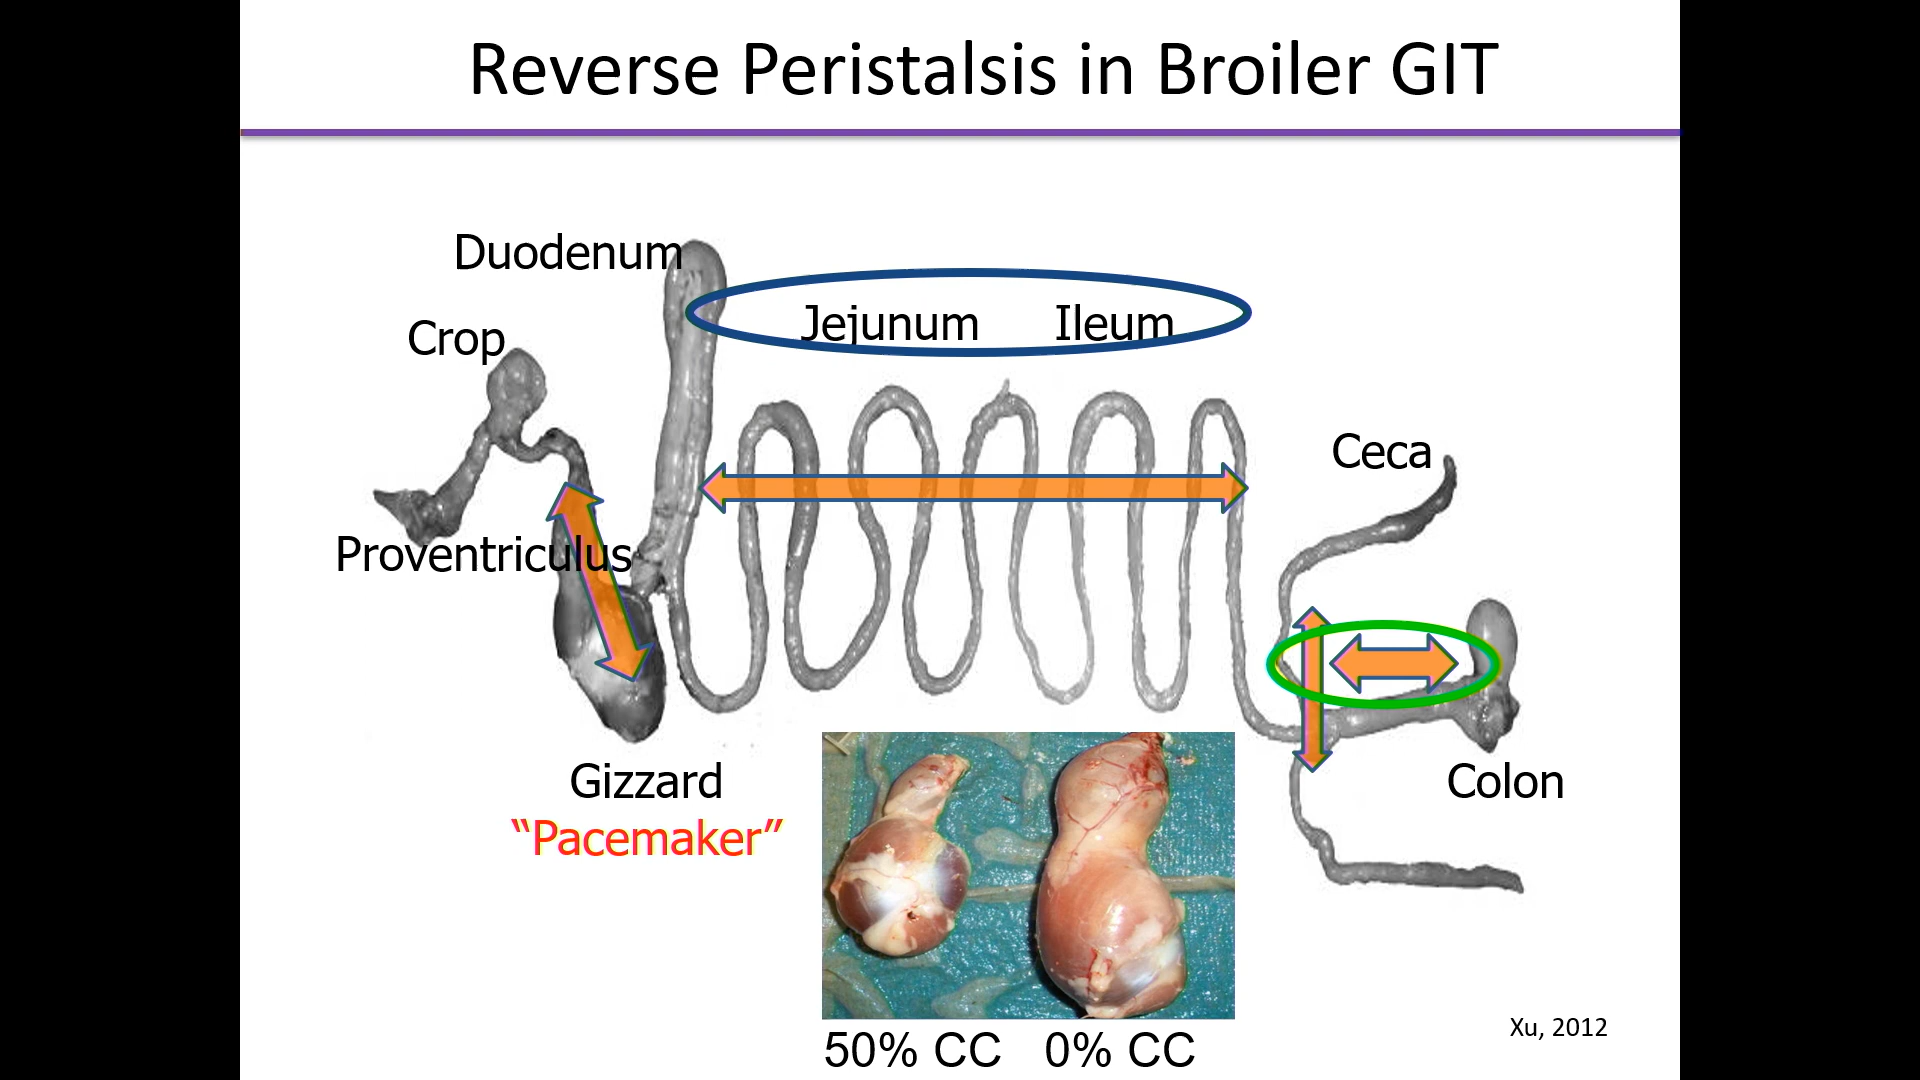 Reverse Peristalsis in Broiler GIT
Duodenum
Jejunum Ileum
Crop
Ceca
Proventriculus
Gizzard
“Pacemaker”
Colon
50% CC 0% CC
Xu, 2012